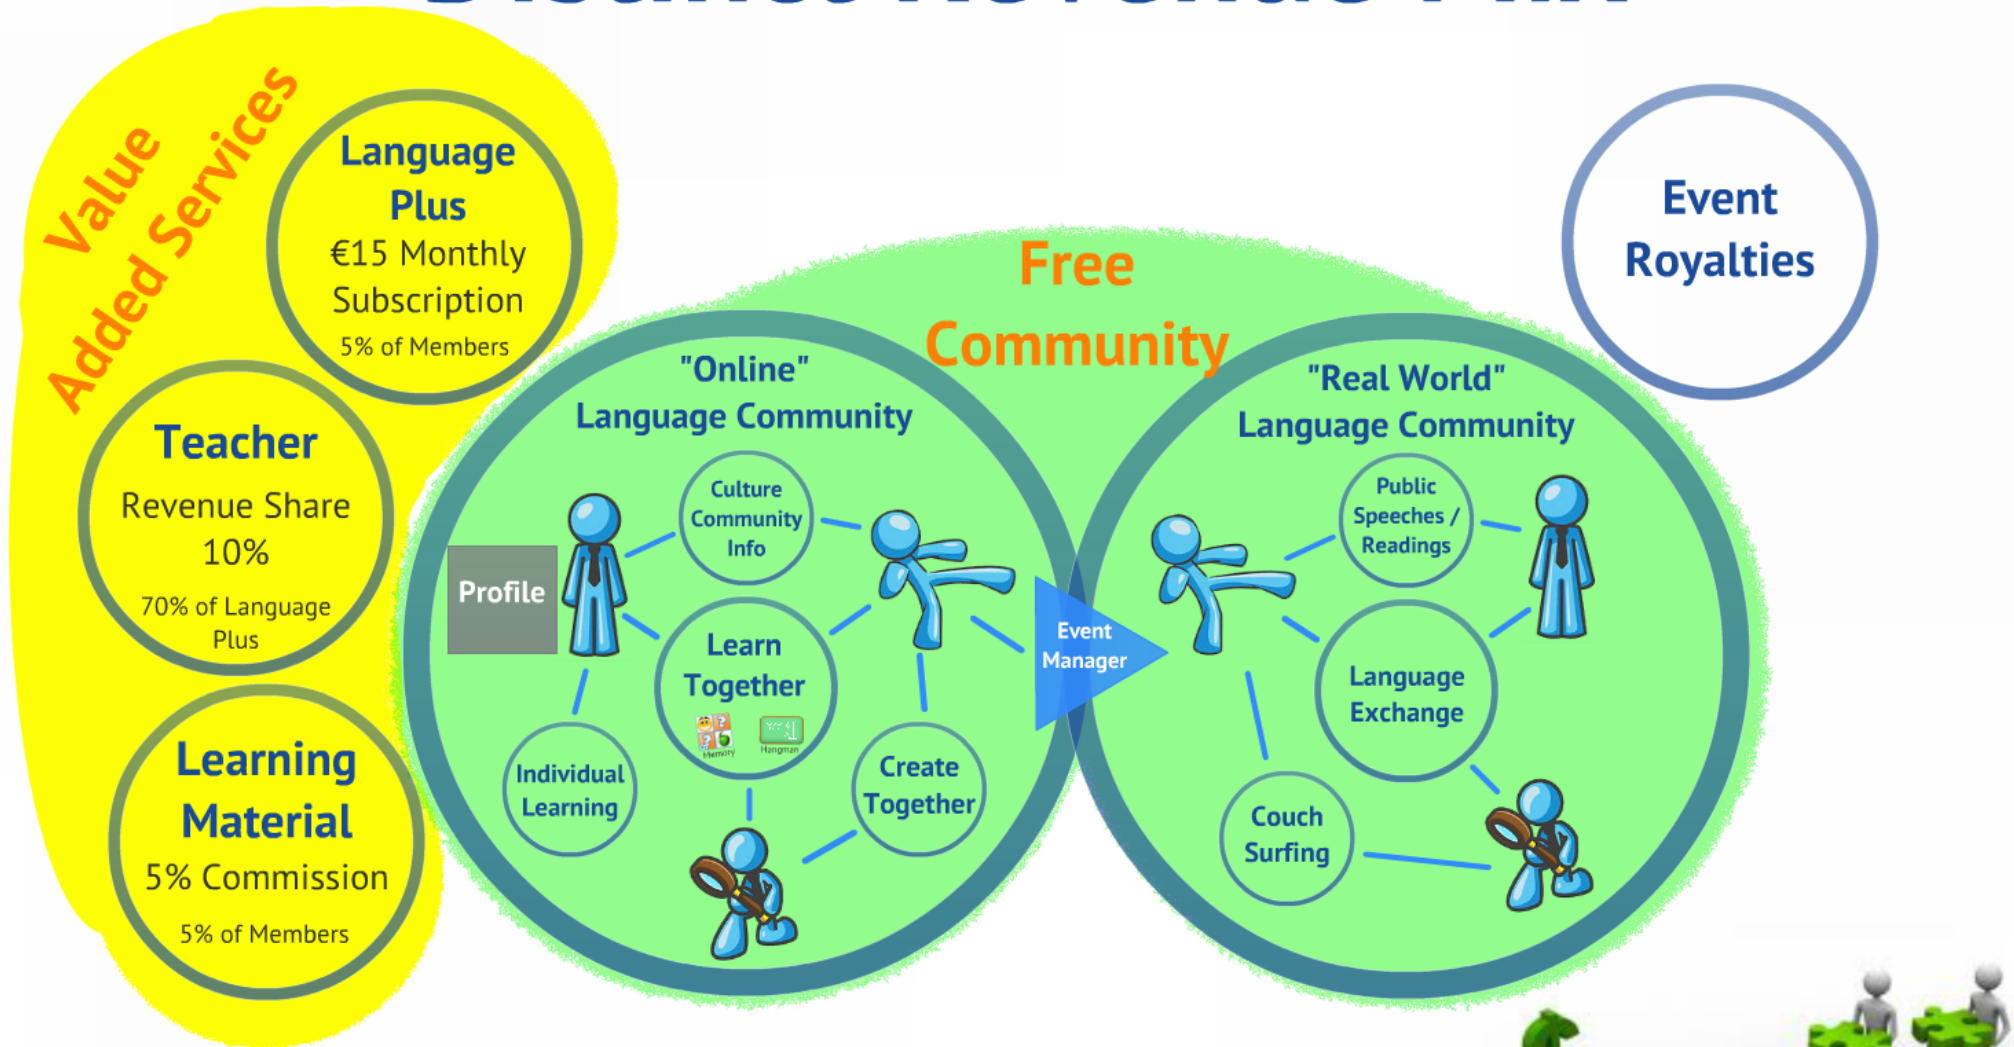 Value
Added Services
Language
Plus
€15 Monthly
Subscription
5% of Members
Teacher
Revenue Share
10%
70% of Language
Plus
Learning
Material
5% Commission
5% of Members
Free
Community
"Online"
Language Community
Culture
Community
Info
Profile
Learn
Together
Memory
Hangman
Individual
Learning
Create
Together
Event
Manager
"Real World"
Language Community
Public
Speeches /
Readings
Language
Exchange
Couch
Surfing
Event
Royalties